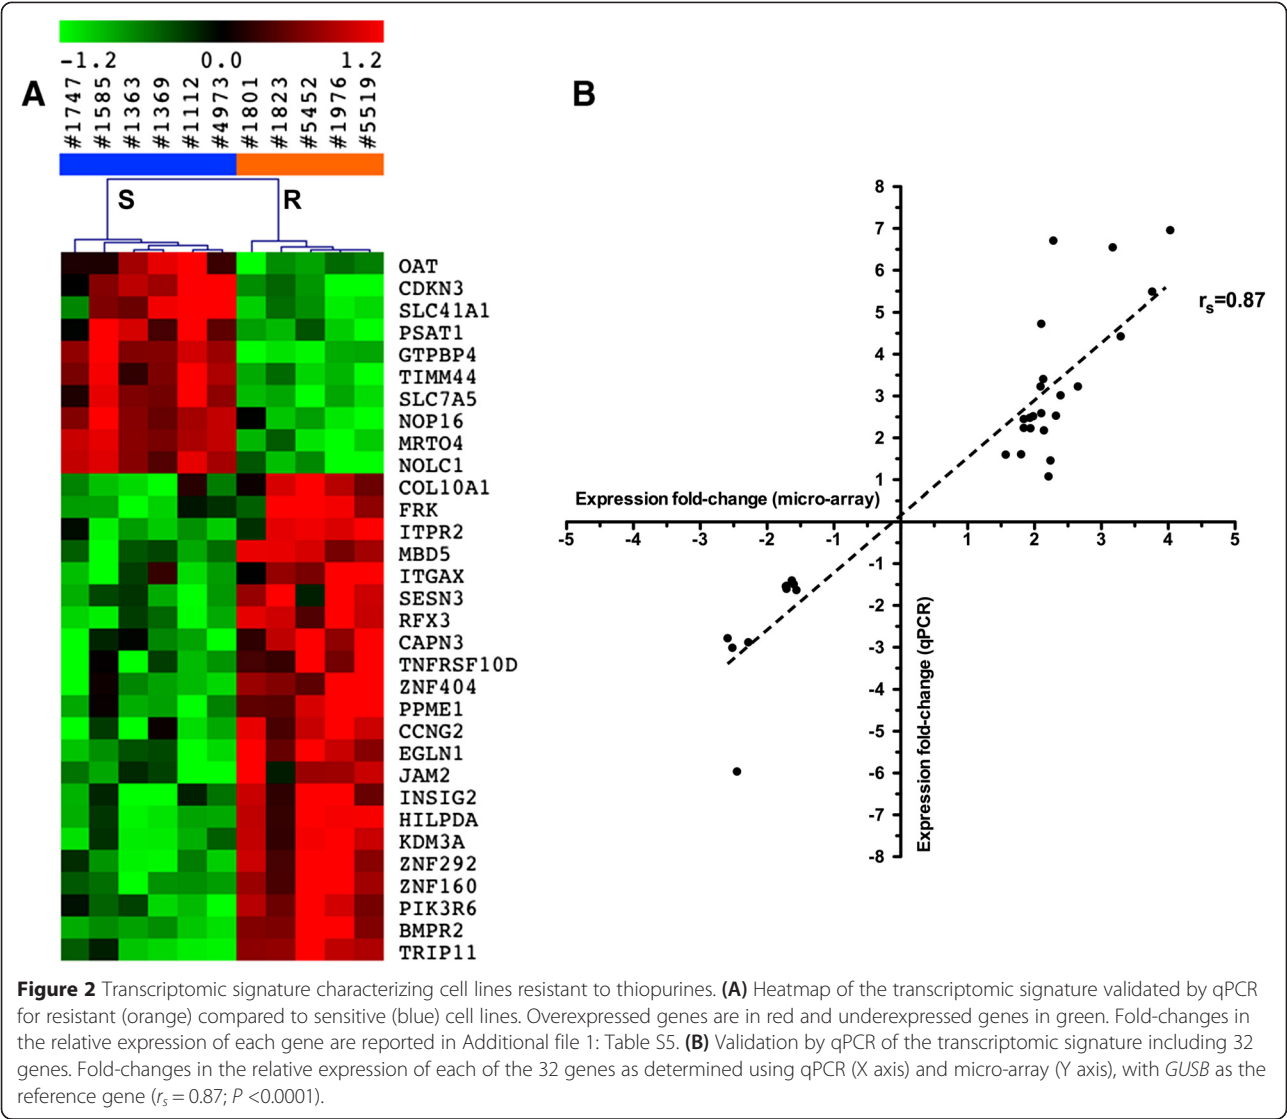 -1.2 0.0 1.2
A
#1747 #1585 #1363 #1369 #1112 #4973 #1801 #1823 #5452 #1976 #5519
S R
OAT
CDKN3
SLC41A1
PSAT1
GTPBP4
TIMM44
SLC7A5
NOP16
MRTO4
NOLC1
COL10A1
FRK
ITPR2
MBD5
ITGAX
SESN3
RFX3
CAPN3
TNFRSF10D
ZNF404
PPME1
CCNG2
EGLN1
JAM2
INSIG2
HILPDA
KDM3A
ZNF292
ZNF160
PIK3R6
BMPR2
TRIP11
B
8
7
6
5
4
3
2
1
rs=0.87
Expression fold-change (micro-array)
-5 -4 -3 -2 -1 1 2 3 4 5
-1
-2
-3
-4
-5
-6
-7
-8
Expression fold-change (qPCR)
Figure 2 Transcriptomic signature characterizing cell lines resistant to thiopurines. (A) Heatmap of the transcriptomic signature validated by qPCR
for resistant (orange) compared to sensitive (blue) cell lines. Overexpressed genes are in red and underexpressed genes in green. Fold-changes in
the relative expression of each gene are reported in Additional file 1: Table S5. (B) Validation by qPCR of the transcriptomic signature including 32
genes. Fold-changes in the relative expression of each of the 32 genes as determined using qPCR (X axis) and micro-array (Y axis), with GUSB as the
reference gene (rs = 0.87; P <0.0001).